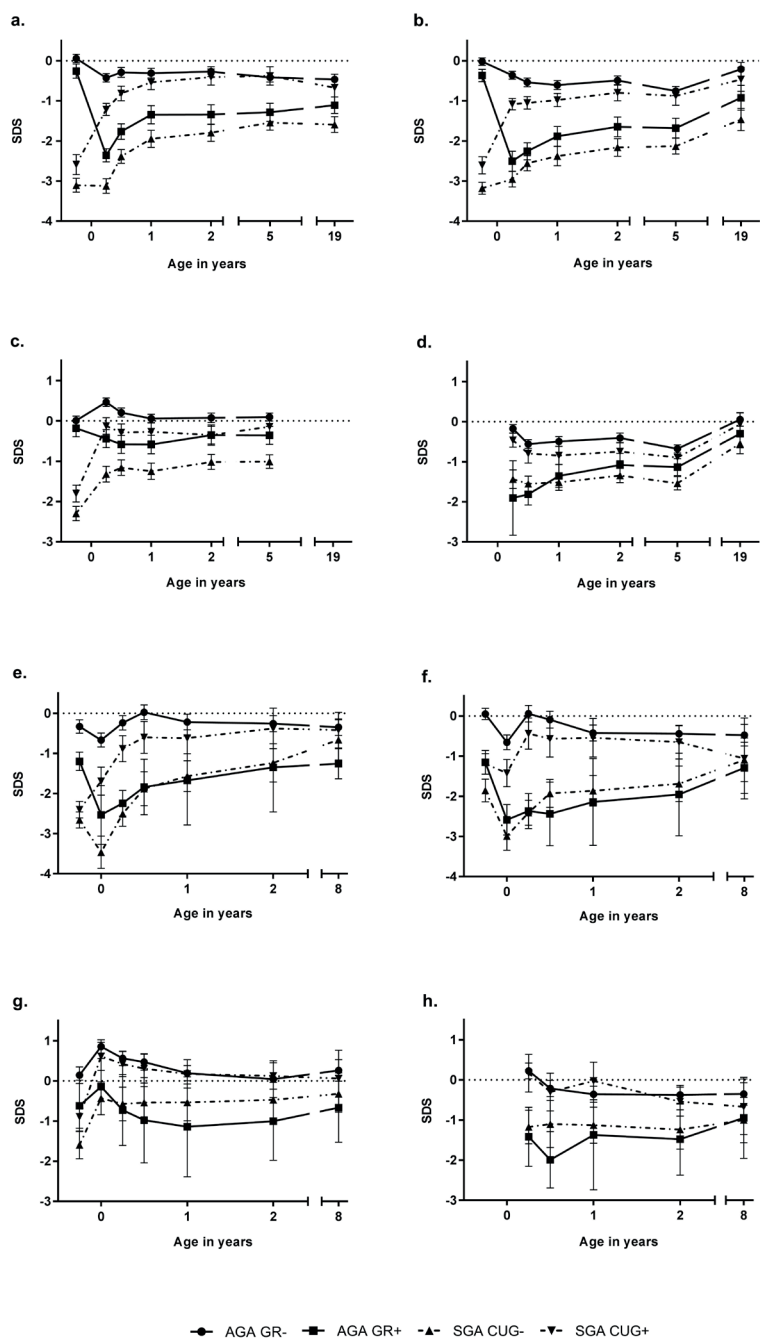 a.
b.
0
-1
-2
-3
-4
SDS
0 1 2 5 19
Age in years
0
-1
-2
-3
-4
SDS
0 1 2 5 19
Age in years
c.
d.
1
0
-1
-2
-3
SDS
0 1 2 5 19
Age in years
1
0
-1
-2
-3
SDS
0 1 2 5 19
Age in years
e.
f.
0
-1
-2
-3
-4
SDS
0 1 2 8
Age in years
0
-1
-2
-3
-4
SDS
0 1 2 8
Age in years
g.
h.
1
0
-1
-2
-3
SDS
0 1 2 8
Age in years
1
0
-1
-2
-3
SDS
0 1 2 8
Age in years
AGA GR- AGA GR+ SGA CUG- SGA CUG+